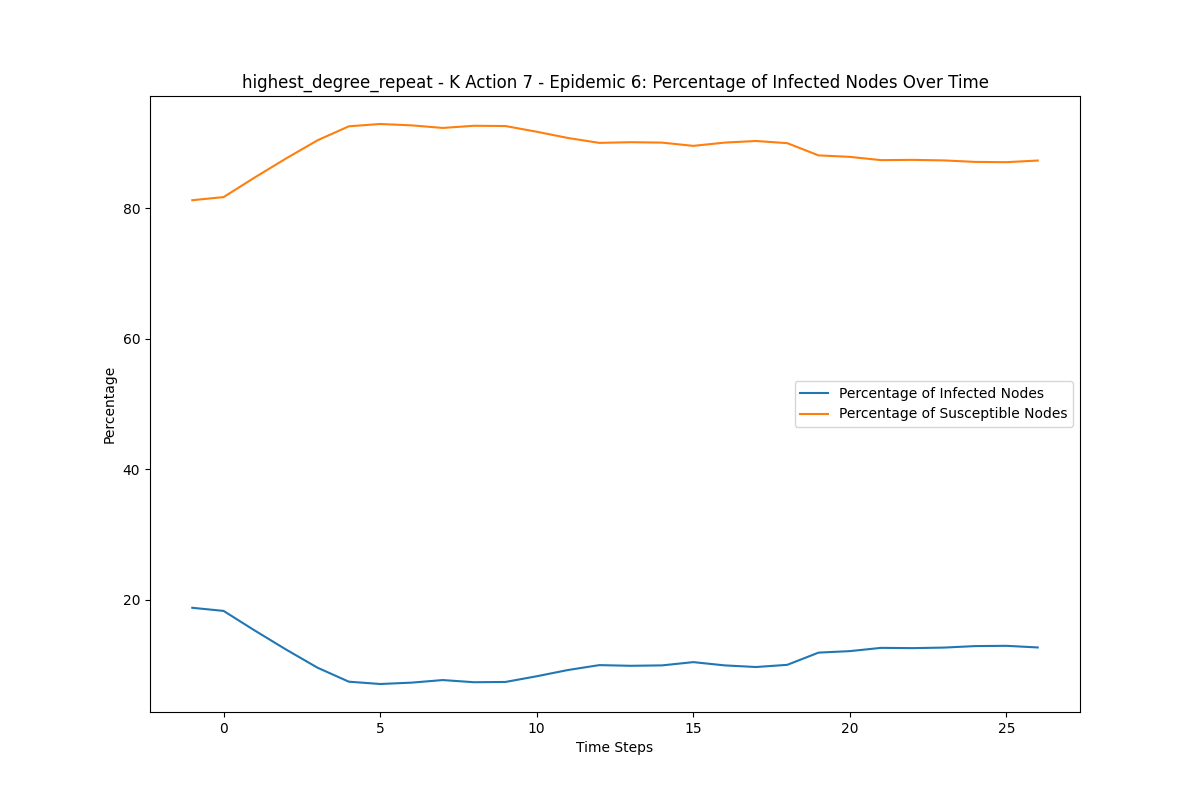 highest_degree_repeat - K Action 7 - Epidemic 6: Percentage of Infected Nodes Over Time
80
60
40
20
Percentage
Percentage of Infected Nodes
Percentage of Susceptible Nodes
0 5 10 15 20 25
Time Steps